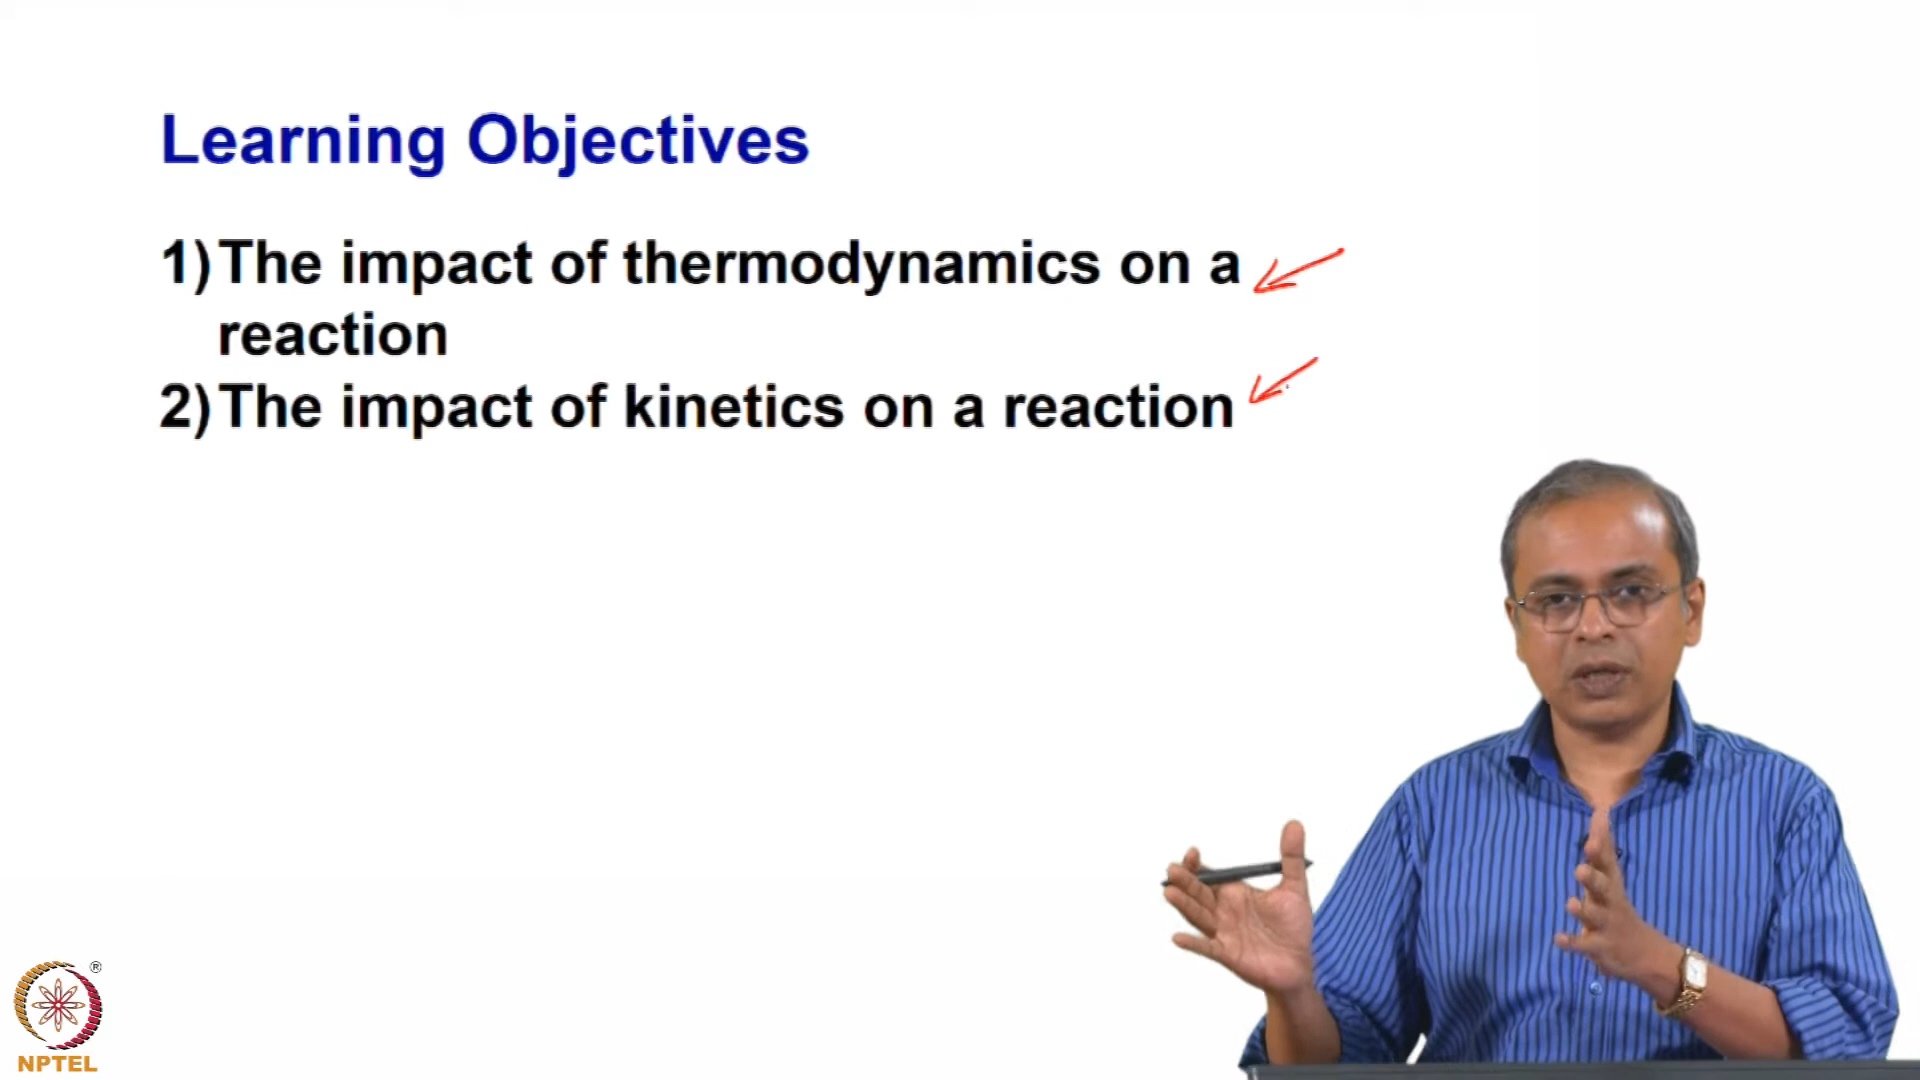 Learning Objectives
1) The impact of thermodynamics on a
reaction
2) The impact of kinetics on a reaction
®
NPTEL